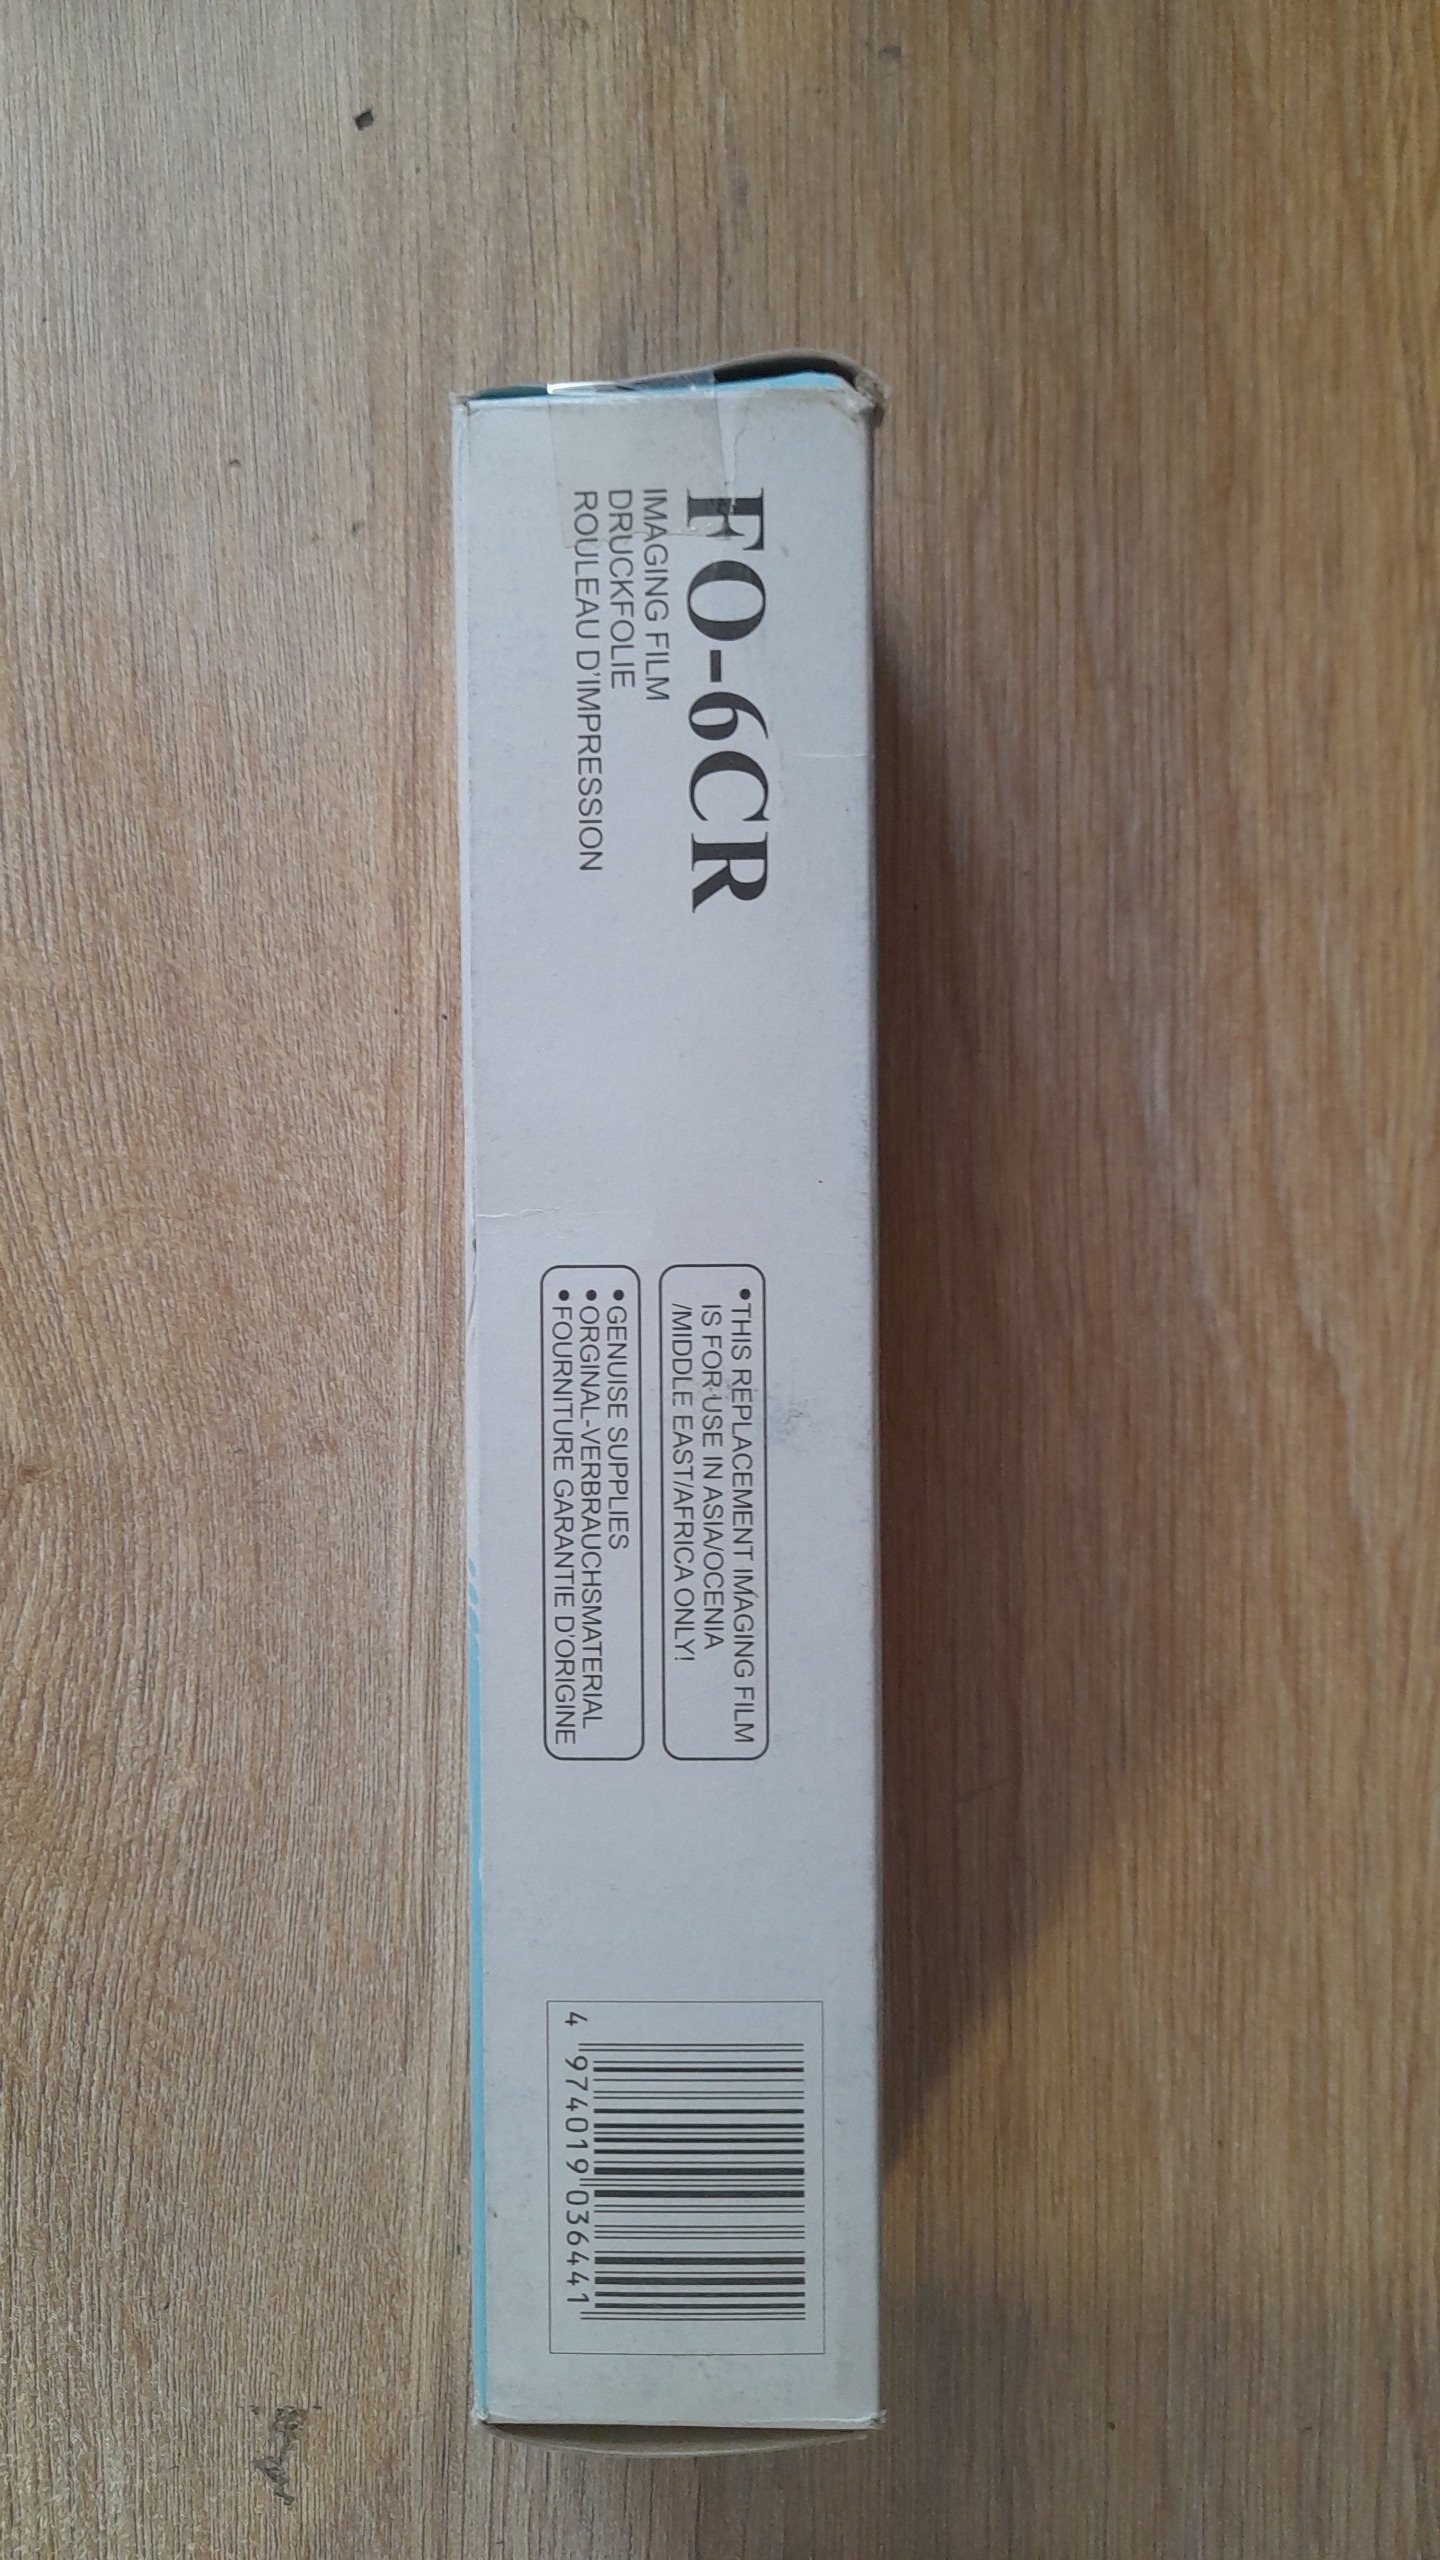 FO-6CR
IMAGING FILM
DRUCKFOLIE
ROULEAU D'IMPRESSION
•THIS REPLACEMENT IMAGING FILM
IS FOR USE IN ASIA/OCENIA
/MIDDLE EAST/AFRICA ONLY!
•GENUISE SUPPLIES
•ORGINAL-VERBRAUCHSMATERIAL
•FOURNITURE GARANTIE D'ORIGINE
4 974019 036441